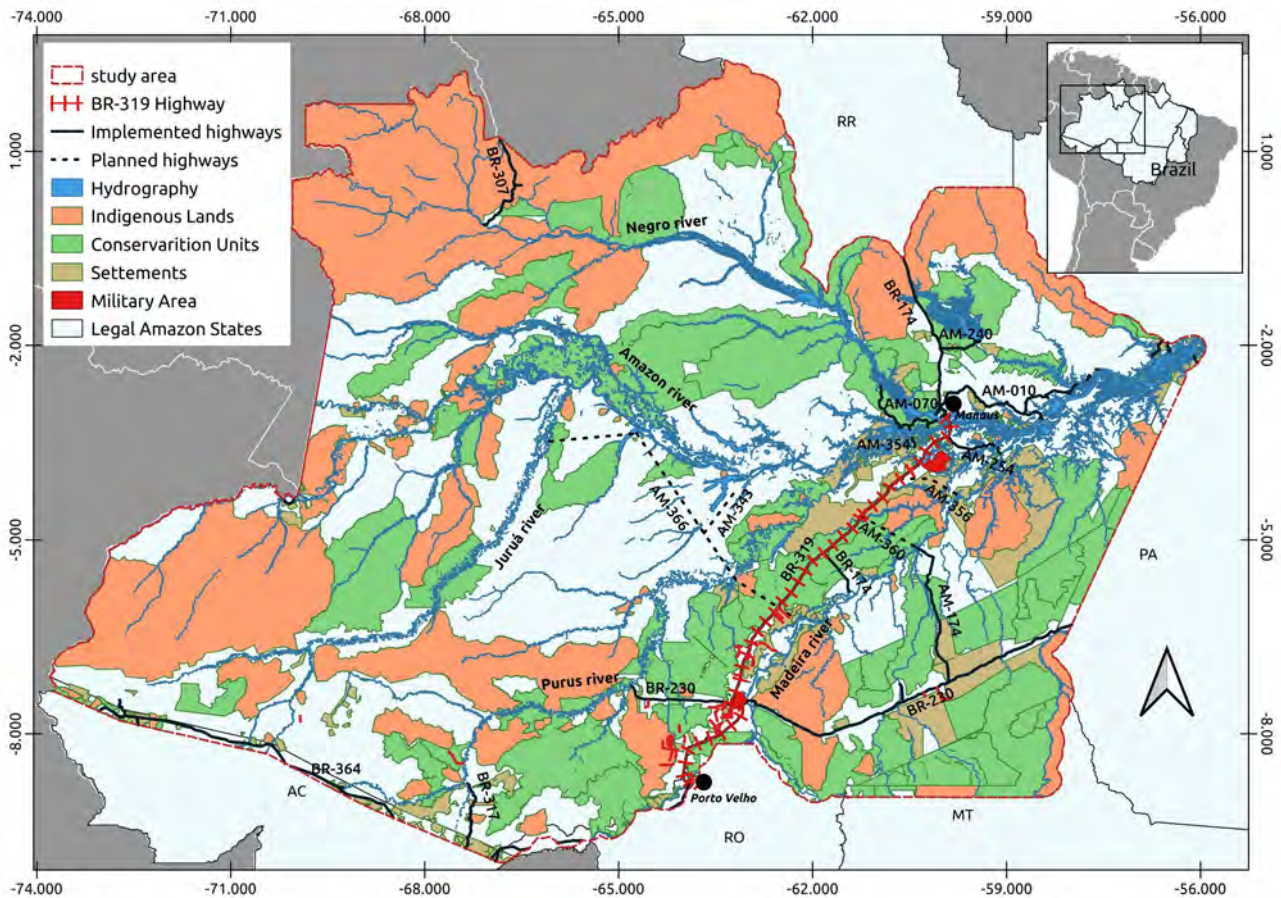 -74.000 -71.000 -68.000 -65.000 -62.000 -59.000 -56.000
study area
BR-319 Highway
Implemented highways
Planned highways
Hydrography
Indigenous Lands
Conservarition Units
Settements
Military Area
Legal Amazon States
Brazil
RR
1.000
1.000
BR-307
Negro river
BR-174
AM-240
-2.000
-2.000
Amazon river
AM-010
AM-070
Manaus
AM-354
AM-254
AM-366
AM-343
AM-356
Juruá river
BR-319
AM-360
BR-174
-5.000
-5.000
PA
AM-174
Madeira river
Purus river
BR-230
BR-230
-8.000
-8.000
BR-364
AC
BR-317
Porto Velho
RO
MT
-74.000 -71.000 -68.000 -65.000 -62.000 -59.000 -56.000